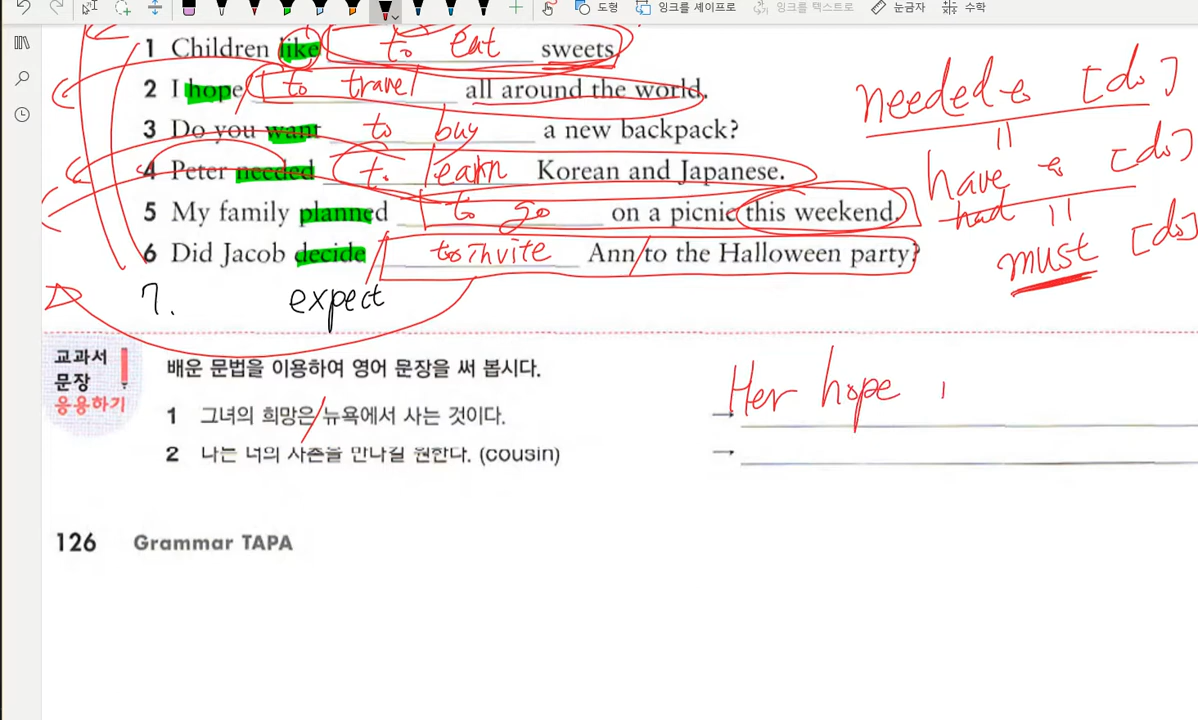 도형 잉크를 셰이프로 잉크를 텍스트로 눈금자 수학
1 Children like to eat sweets.
2 I hope to travel all around the world.
3 Do you want to buy a new backpack?
4 Peter needed to learn Korean and Japanese.
5 My family planned to go on a picnic this weekend.
6 Did Jacob decide to invite Ann/to the Halloween party?
7. expect
needed to [do]
=
have to [do]
had
=
must [do]
교과서
문장
응용하기
배운 문법을 이용하여 영어 문장을 써 봅시다.
1 그녀의 희망은/뉴욕에서 사는 것이다. → Her hope
2 나는 너의 사촌을 만나길 원한다. (cousin) →
126 Grammar TAPA